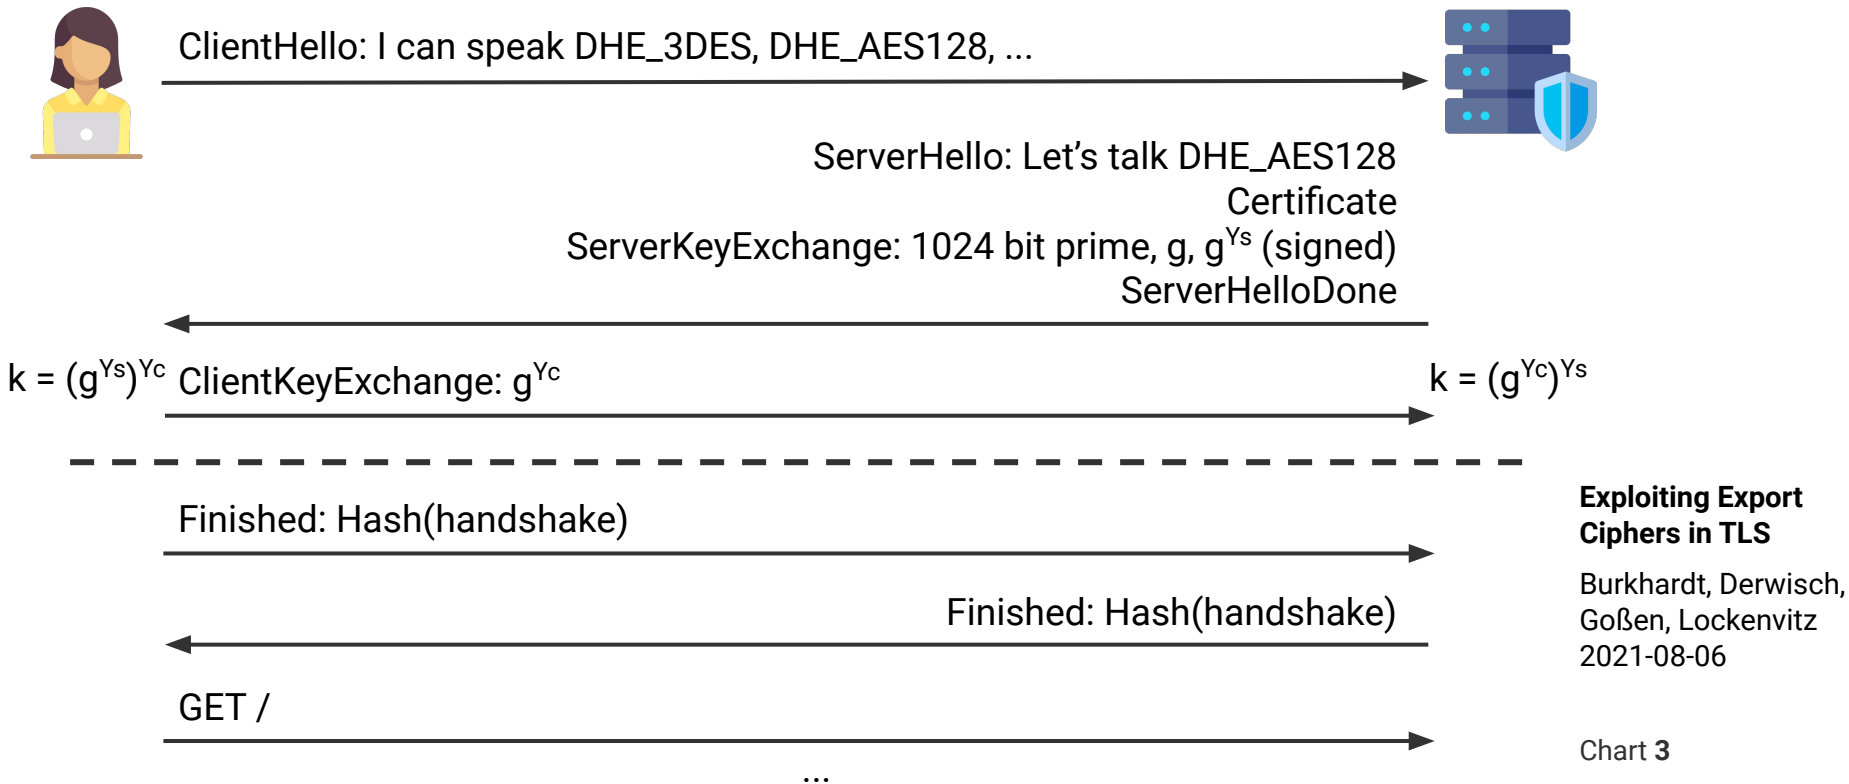 ClientHello: I can speak DHE_3DES, DHE_AES128, ...
ServerHello: Let’s talk DHE_AES128
Certificate
ServerKeyExchange: 1024 bit prime, g, g^Ys (signed)
ServerHelloDone
k = (g^Ys)^Yc
ClientKeyExchange: g^Yc
k = (g^Yc)^Ys
Finished: Hash(handshake)
Finished: Hash(handshake)
GET /
...
Exploiting Export
Ciphers in TLS
Burkhardt, Derwisch,
Goßen, Lockenvitz
2021-08-06
Chart 3